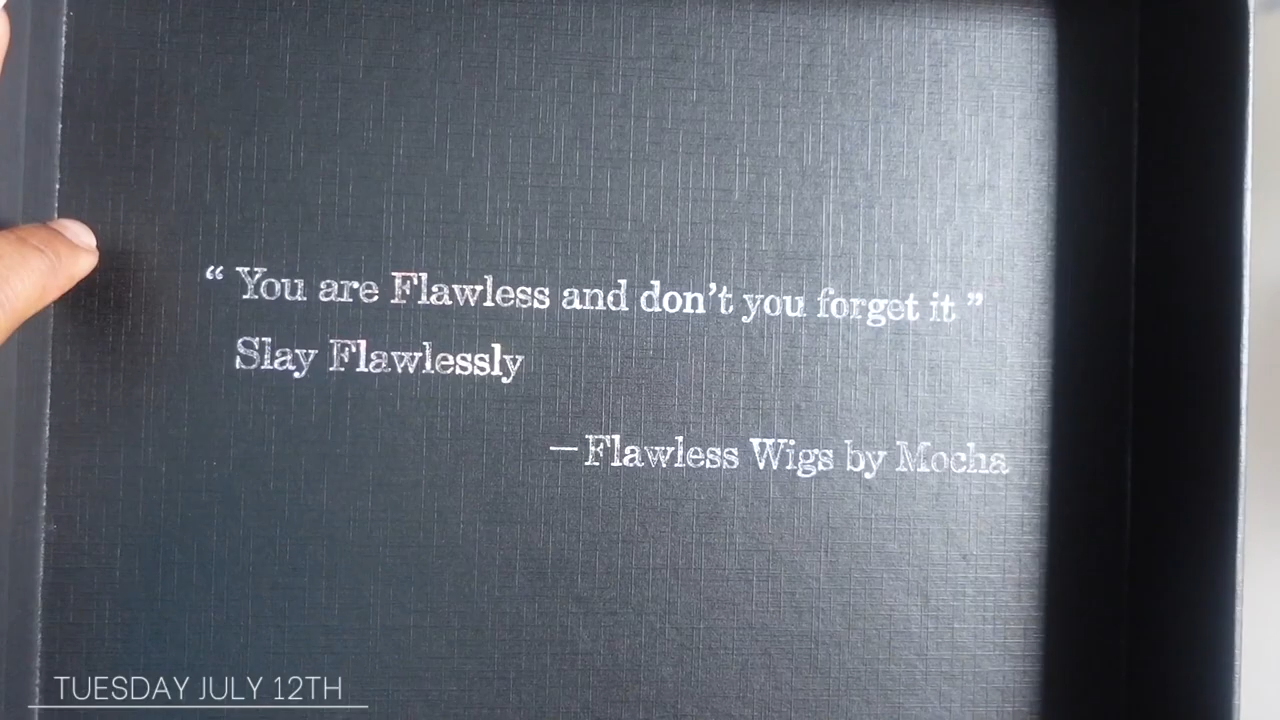 “ You are Flawless and don’t you forget it ”
Slay Flawlessly
—Flawless Wigs by Mocha
TUESDAY JULY 12TH